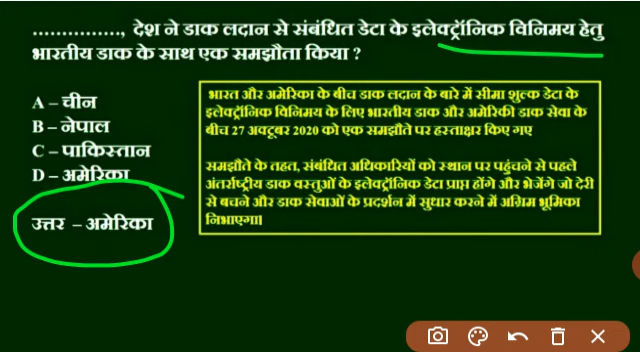 ................, देश ने डाक लदान से संबंधित डेटा के इलेक्ट्रॉनिक विनिमय हेतु
भारतीय डाक के साथ एक समझौता किया ?
A – चीन
B – नेपाल
C – पाकिस्तान
D – अमेरिका
उत्तर – अमेरिका
भारत और अमेरिका के बीच डाक लदान के बारे में सीमा शुल्क डेटा के
इलेक्ट्रॉनिक विनिमय के लिए भारतीय डाक और अमेरिकी डाक सेवा के
बीच 27 अक्टूबर 2020 को एक समझौते पर हस्ताक्षर किए गए
समझौते के तहत, संबंधित अधिकारियों को स्थान पर पहुंचने से पहले
अंतर्राष्ट्रीय डाक वस्तुओं के इलेक्ट्रॉनिक डेटा प्राप्त होंगे और भेजेंगे जो देरी
से बचने और डाक सेवाओं के प्रदर्शन में सुधार करने में अग्रिम भूमिका
निभाएगा।